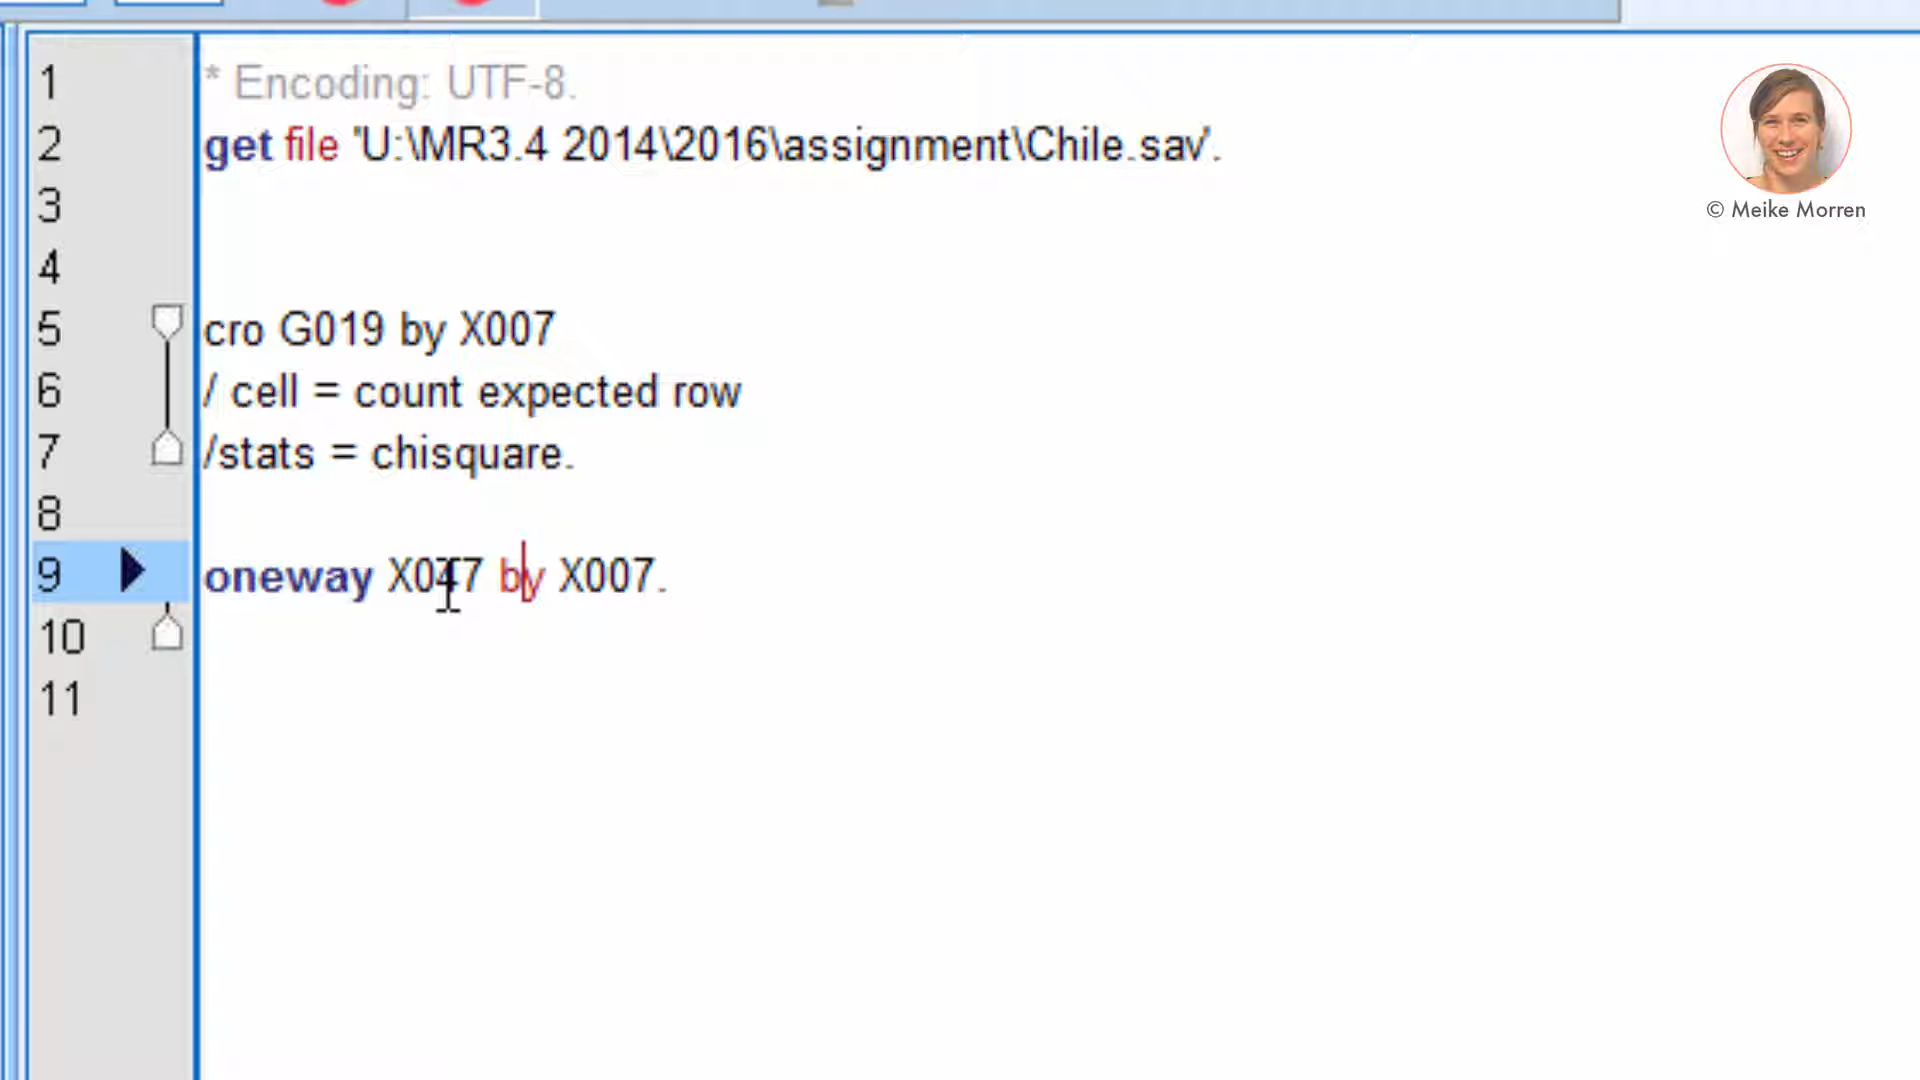 1 * Encoding: UTF-8.
2 get file 'U:\MR3.4 2014\2016\assignment\Chile.sav'.
3
4
5 cro G019 by X007
6 / cell = count expected row
7 /stats = chisquare.
8
9 oneway X047 by X007.
10
11
© Meike Morren